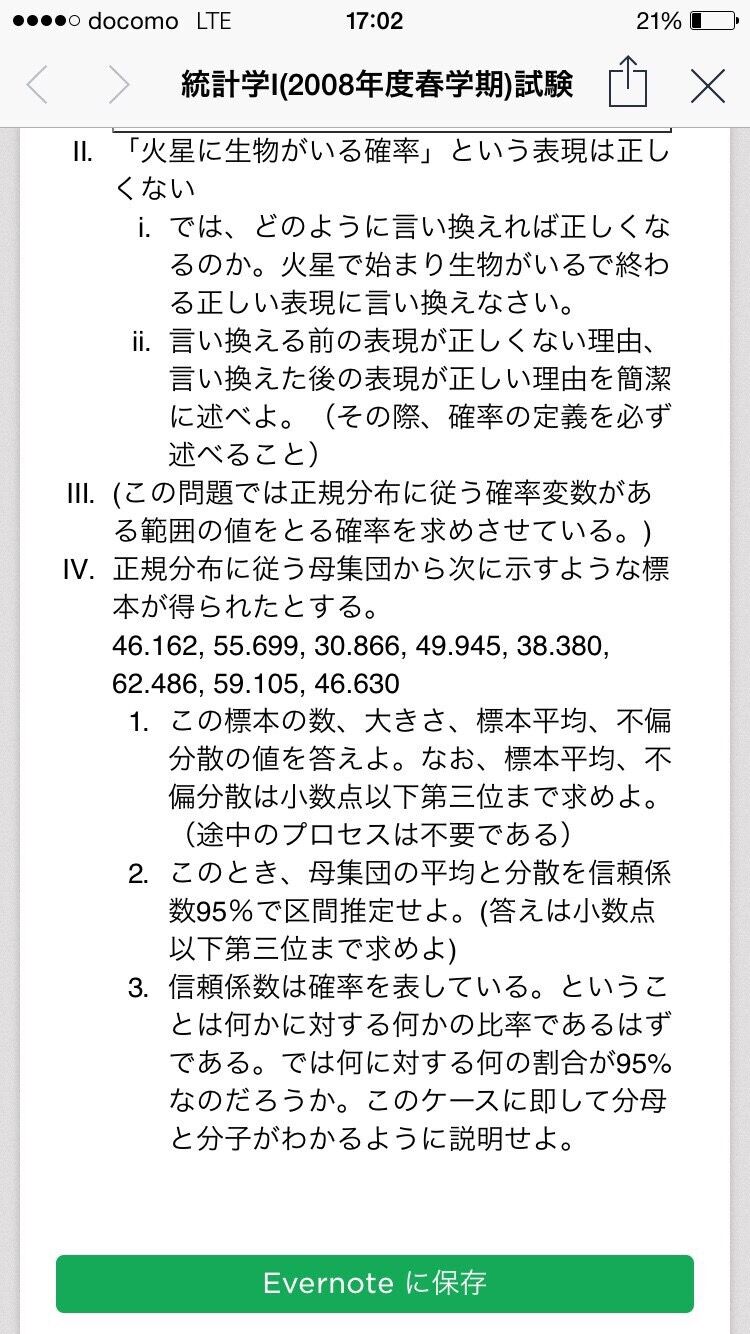 docomo LTE 17:02 21%
統計学I(2008年度春学期)試験
II. 「火星に生物がいる確率」という表現は正し
くない
i. では、どのように言い換えれば正しくな
るのか。火星で始まり生物がいるで終わ
る正しい表現に言い換えなさい。
ii. 言い換える前の表現が正しくない理由、
言い換えた後の表現が正しい理由を簡潔
に述べよ。（その際、確率の定義を必ず
述べること）
III. (この問題では正規分布に従う確率変数があ
る範囲の値をとる確率を求めさせている。)
IV. 正規分布に従う母集団から次に示すような標
本が得られたとする。
46.162, 55.699, 30.866, 49.945, 38.380,
62.486, 59.105, 46.630
1. この標本の数、大きさ、標本平均、不偏
分散の値を答えよ。なお、標本平均、不
偏分散は小数点以下第三位まで求めよ。
（途中のプロセスは不要である）
2. このとき、母集団の平均と分散を信頼係
数95％で区間推定せよ。(答えは小数点
以下第三位まで求めよ)
3. 信頼係数は確率を表している。というこ
とは何かに対する何かの比率であるはず
である。では何に対する何の割合が95%
なのだろうか。このケースに即して分母
と分子がわかるように説明せよ。
Evernote に保存